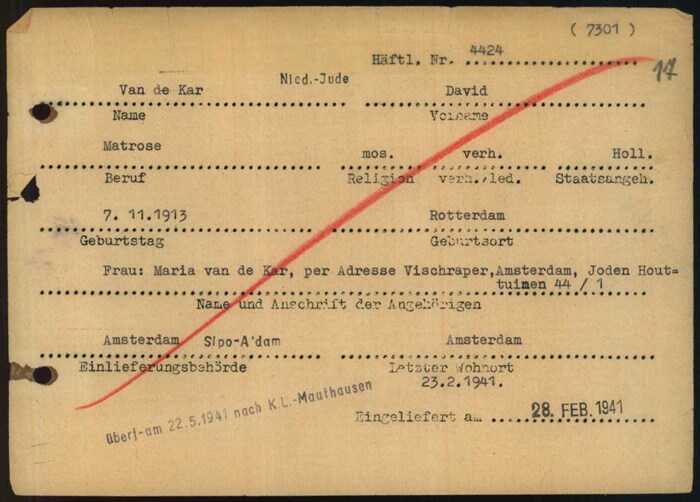 ( 7301 )
Häftl. Nr. 4424
17
Nied.-Jude
Van de Kar David
Name Vorname
Matrose mos. verh. Holl.
Beruf Religion verh./led. Staatsangeh.
7. 11.1913 Rotterdam
Geburtstag Geburtsort
Frau: Maria van de Kar, per Adresse Vischraper,Amsterdam, Joden Hout=
tuimen 44 / 1
Name und Anschrift der Angehörigen
Amsterdam Sipo-A'dam Amsterdam
Einlieferungsbehörde Letzter Wohnort
23.2.1941.
überf.-am 22.5.1941 nach K.L.-Mauthausen
Eingeliefert am 28. FEB. 1941